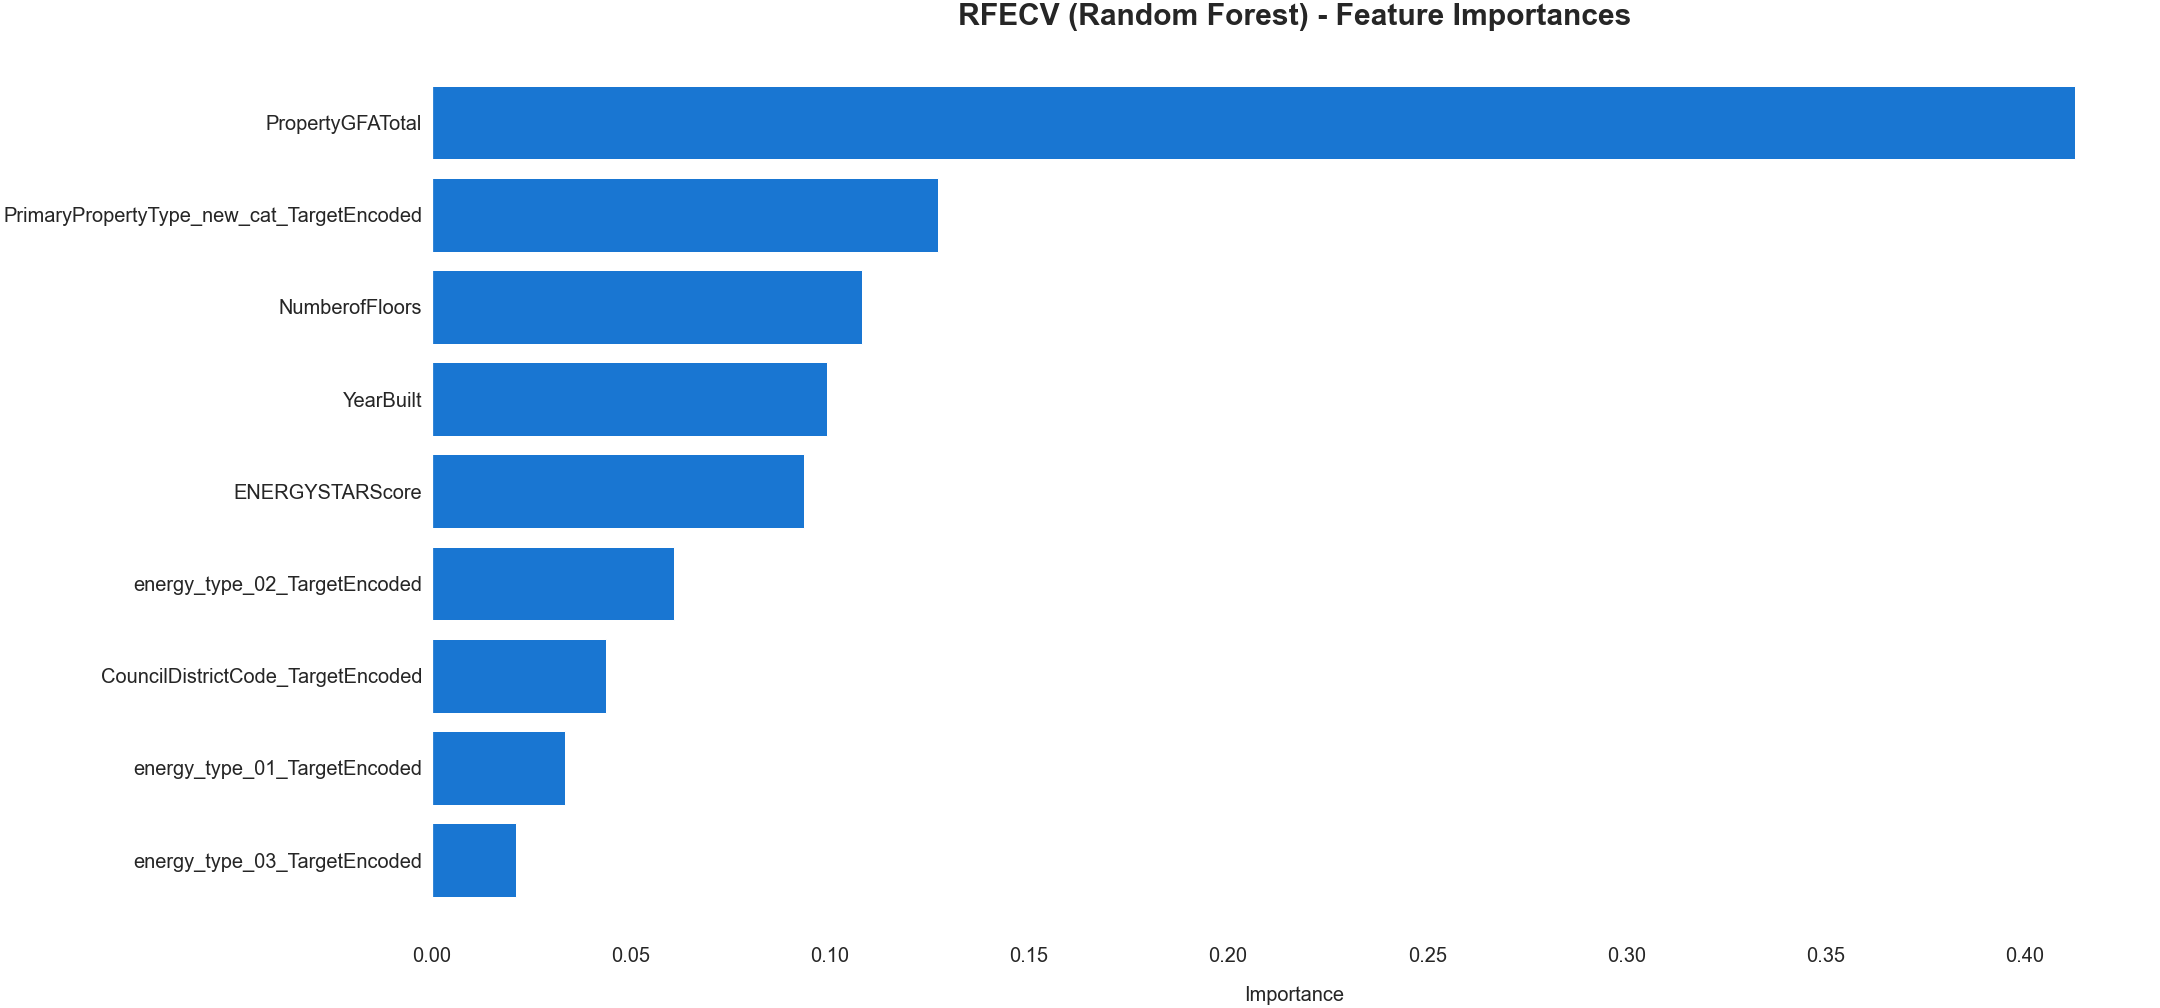 RFECV (Random Forest) - Feature Importances
PropertyGFATotal
PrimaryPropertyType_new_cat_TargetEncoded
NumberofFloors
YearBuilt
ENERGYSTARScore
energy_type_02_TargetEncoded
CouncilDistrictCode_TargetEncoded
energy_type_01_TargetEncoded
energy_type_03_TargetEncoded
0.00 0.05 0.10 0.15 0.20 0.25 0.30 0.35 0.40
Importance